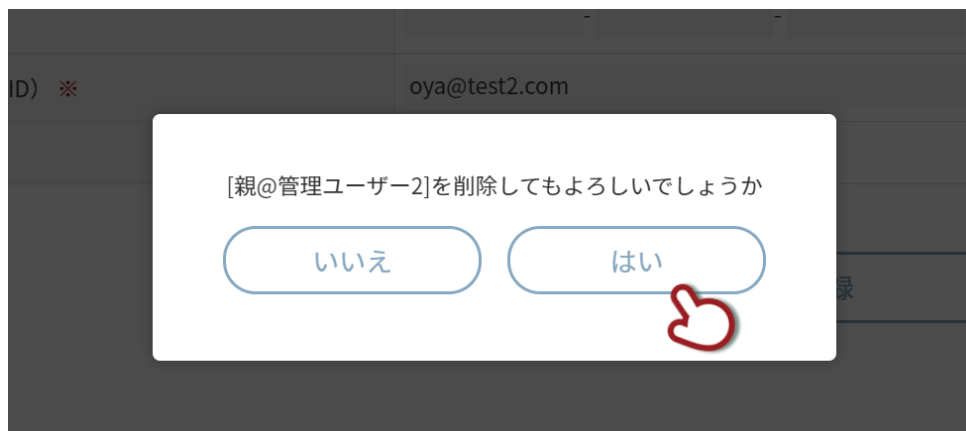 - -
ID） ※
oya@test2.com
[親@管理ユーザー2]を削除してもよろしいでしょうか
いいえ はい
録